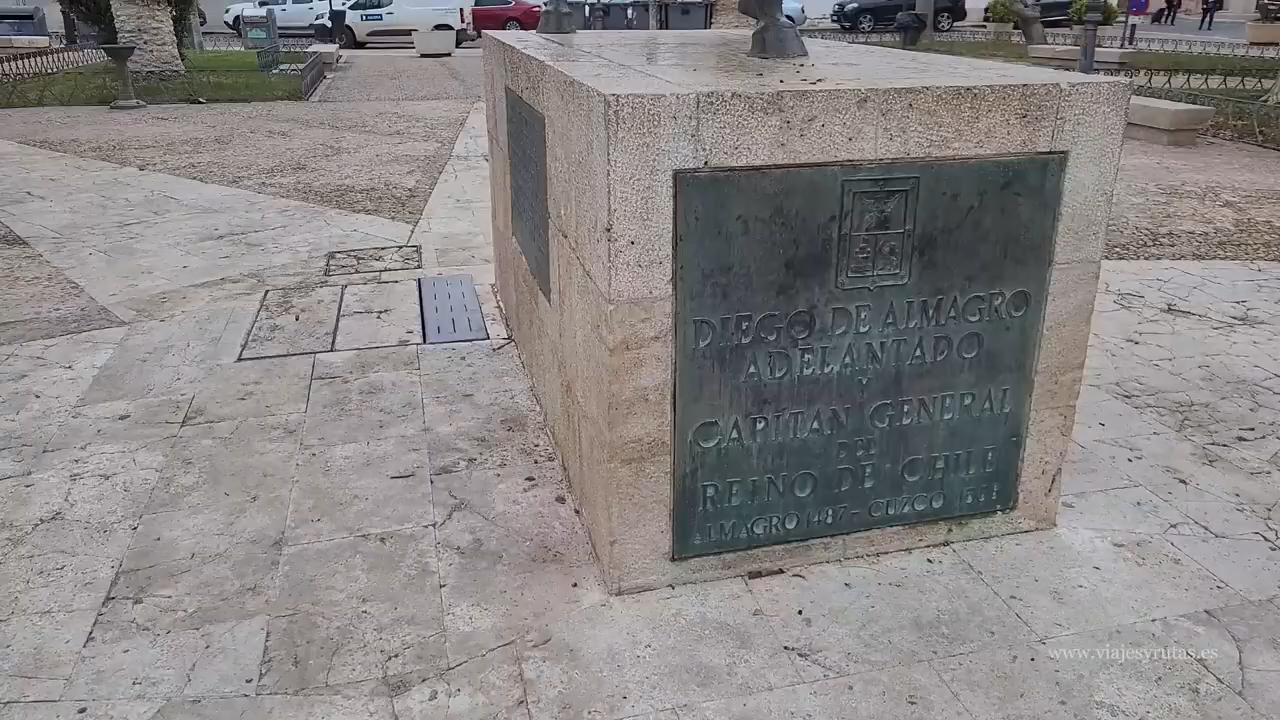 DIEGO DE ALMAGRO
ADELANTADO
Y
CAPITAN GENERAL
DEL
REINO DE CHILE
ALMAGRO 1487 - CUZCO
www.viajesyrutas.es